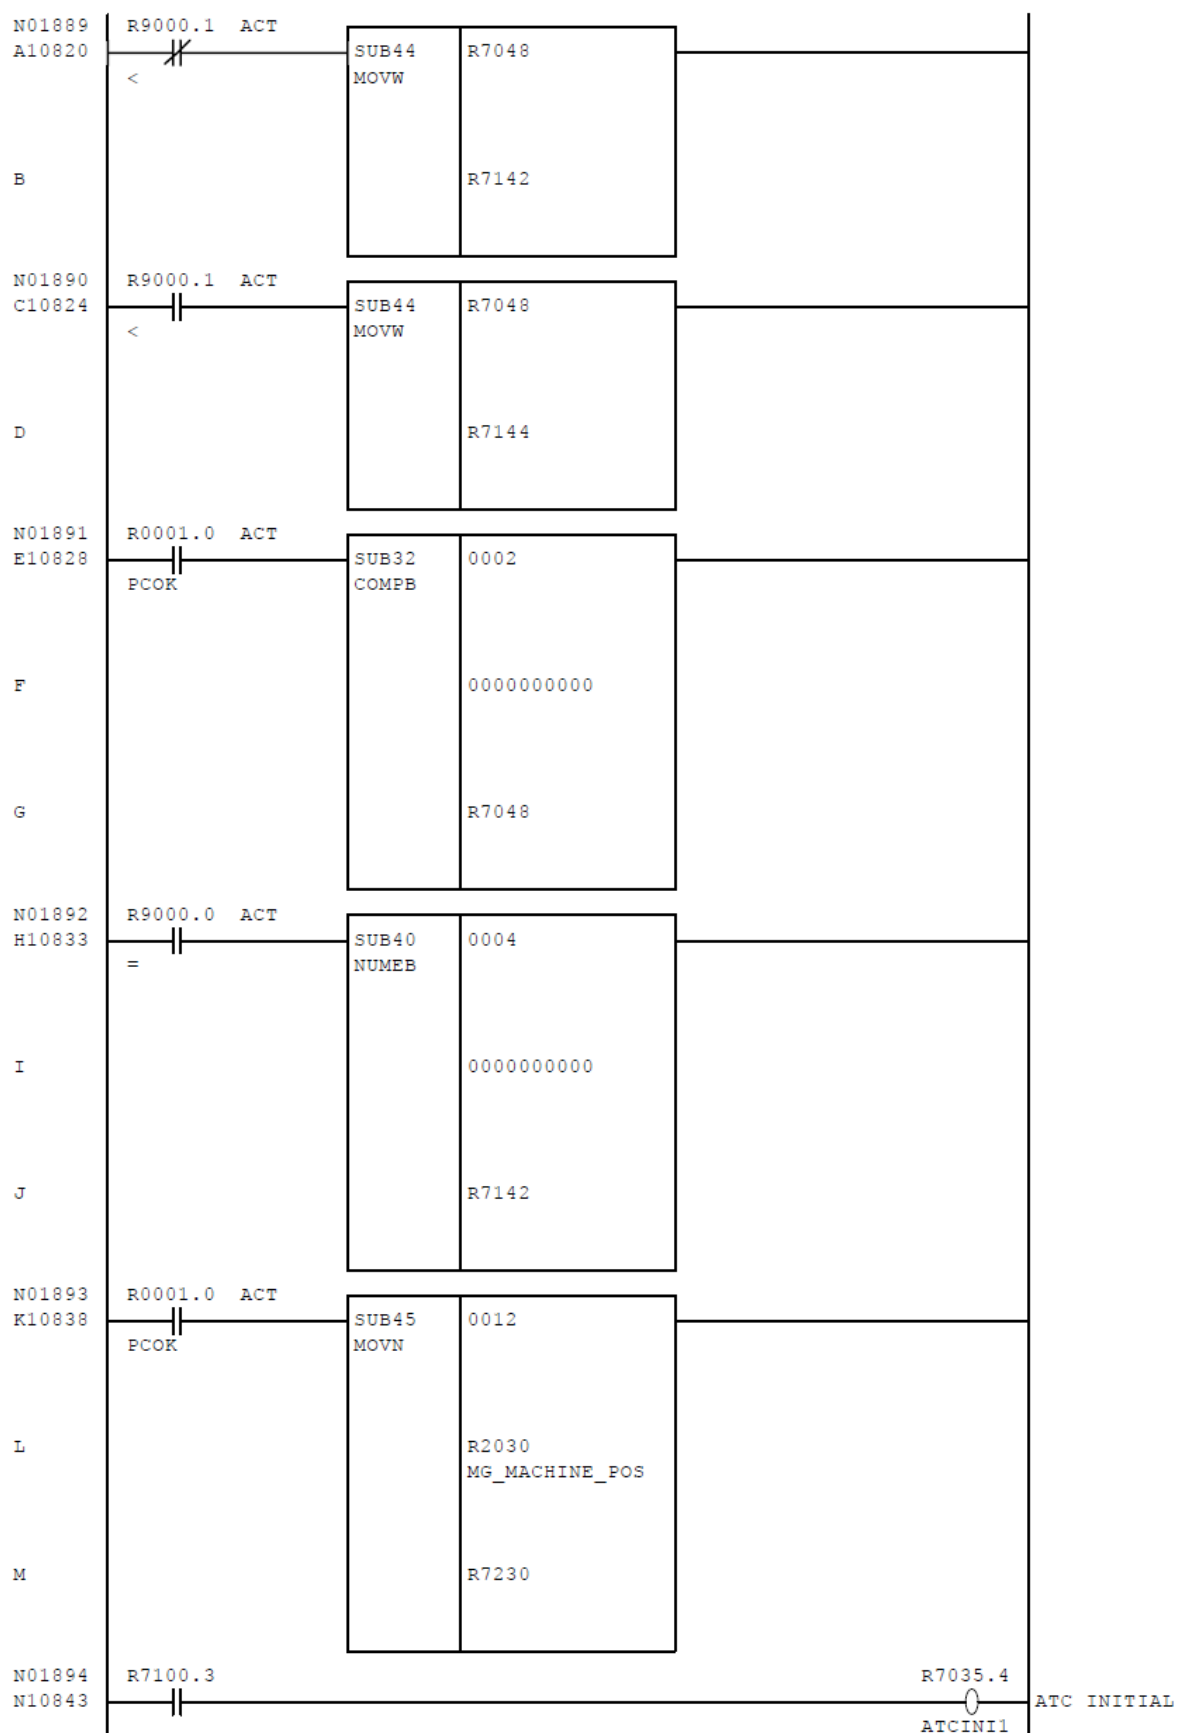 N01889 R9000.1 ACT
A10820 SUB44 R7048
< MOVW
B R7142
N01890 R9000.1 ACT
C10824 SUB44 R7048
< MOVW
D R7144
N01891 R0001.0 ACT
E10828 SUB32 0002
PCOK COMPB
F 0000000000
G R7048
N01892 R9000.0 ACT
H10833 SUB40 0004
= NUMEB
I 0000000000
J R7142
N01893 R0001.0 ACT
K10838 SUB45 0012
PCOK MOVN
L R2030
MG_MACHINE_POS
M R7230
N01894 R7100.3 R7035.4
N10843 ATC INITIAL
ATCINI1